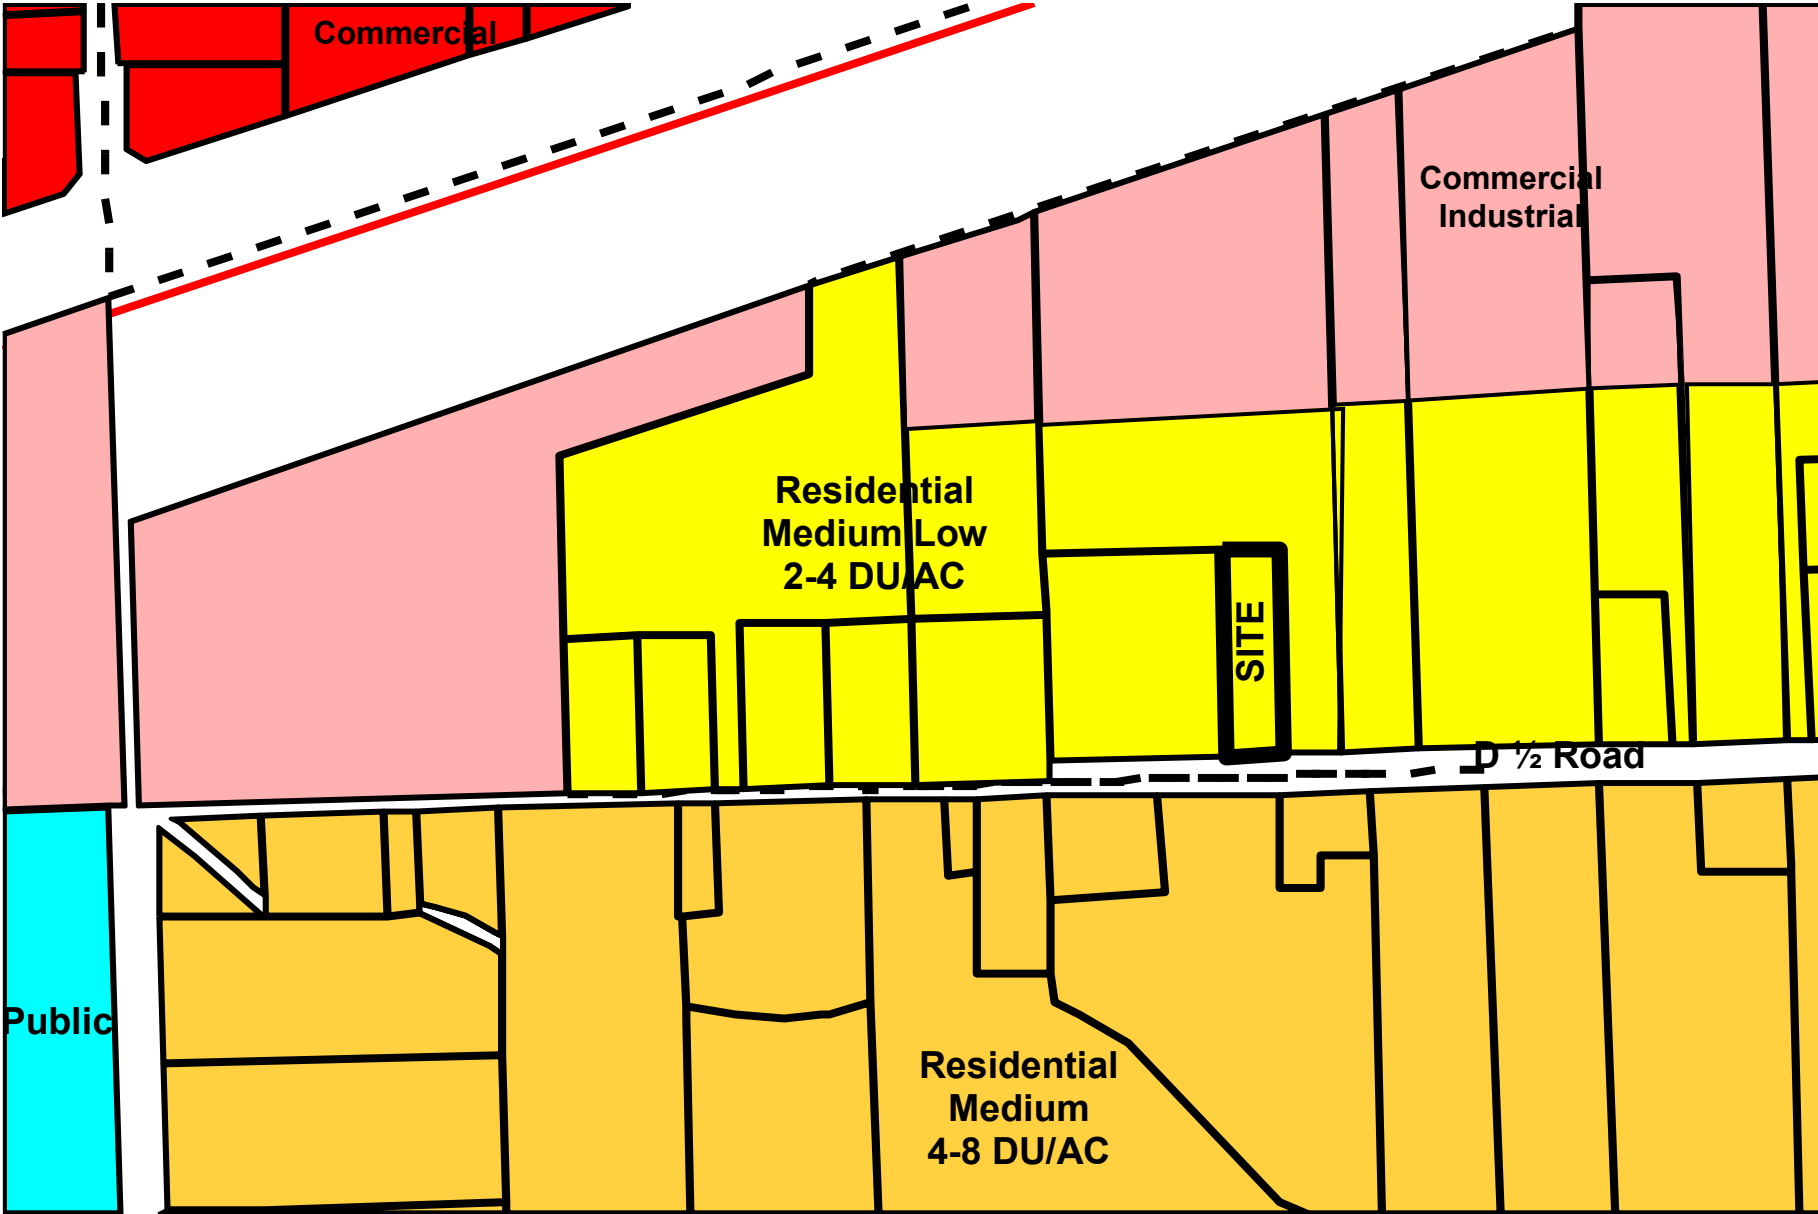 Commercial
Commercial
Industrial
Residential
Medium Low
2-4 DU/AC
SITE
D ½ Road
Public
Residential
Medium
4-8 DU/AC